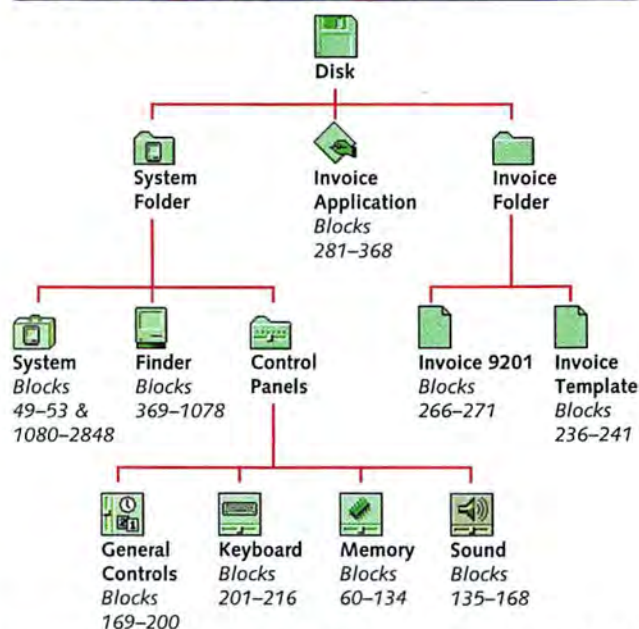 Disk
System
Folder
Invoice
Application
Blocks
281–368
Invoice
Folder
System
Blocks
49–53 &
1080–2848
Finder
Blocks
369–1078
Control
Panels
Invoice 9201
Blocks
266–271
Invoice
Template
Blocks
236–241
General
Controls
Blocks
169–200
Keyboard
Blocks
201–216
Memory
Blocks
60–134
Sound
Blocks
135–168